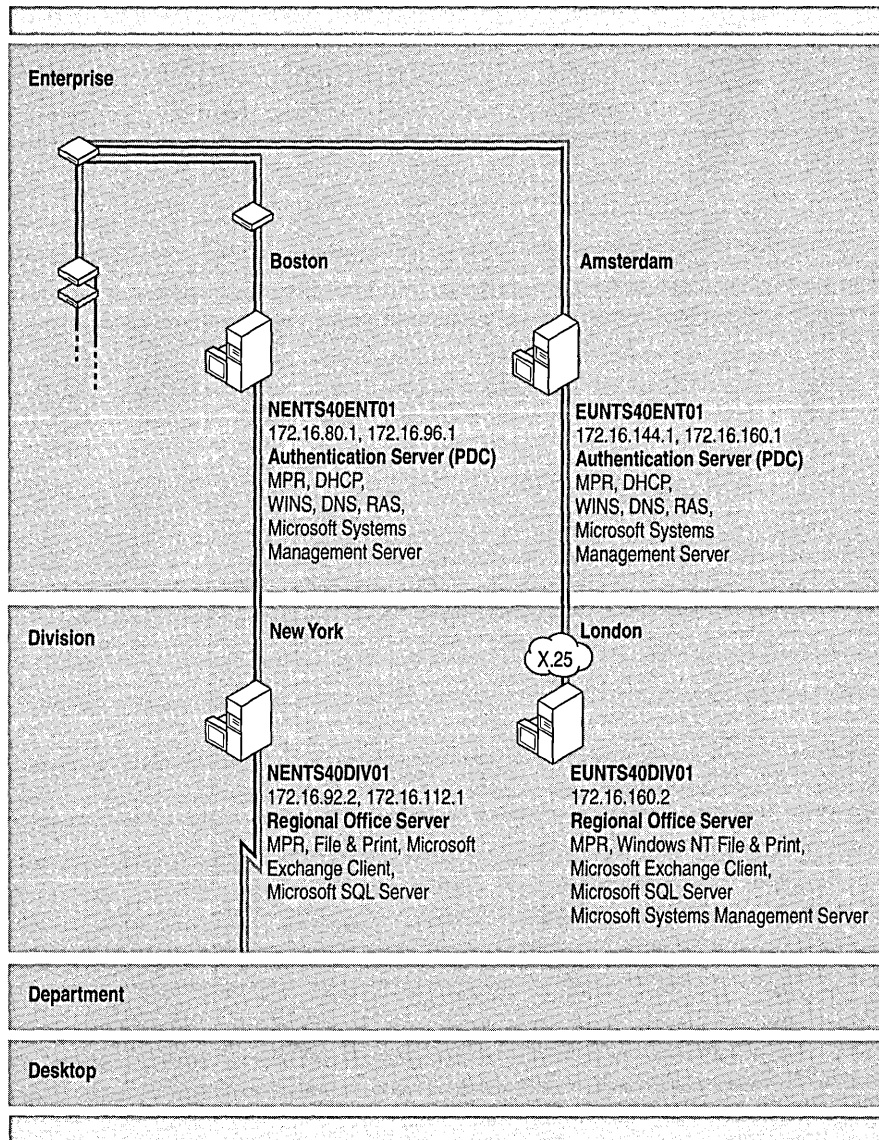 Enterprise
Boston
Amsterdam
NENTS40ENT01
172.16.80.1, 172.16.96.1
Authentication Server (PDC)
MPR, DHCP,
WINS, DNS, RAS,
Microsoft Systems
Management Server
EUNTS40ENT01
172.16.144.1, 172.16.160.1
Authentication Server (PDC)
MPR, DHCP,
WINS, DNS, RAS,
Microsoft Systems
Management Server
Division
New York
London
X.25
NENTS40DIV01
172.16.92.2, 172.16.112.1
Regional Office Server
MPR, File & Print, Microsoft
Exchange Client,
Microsoft SQL Server
EUNTS40DIV01
172.16.160.2
Regional Office Server
MPR, Windows NT File & Print,
Microsoft Exchange Client,
Microsoft SQL Server
Microsoft Systems Management Server
Department
Desktop